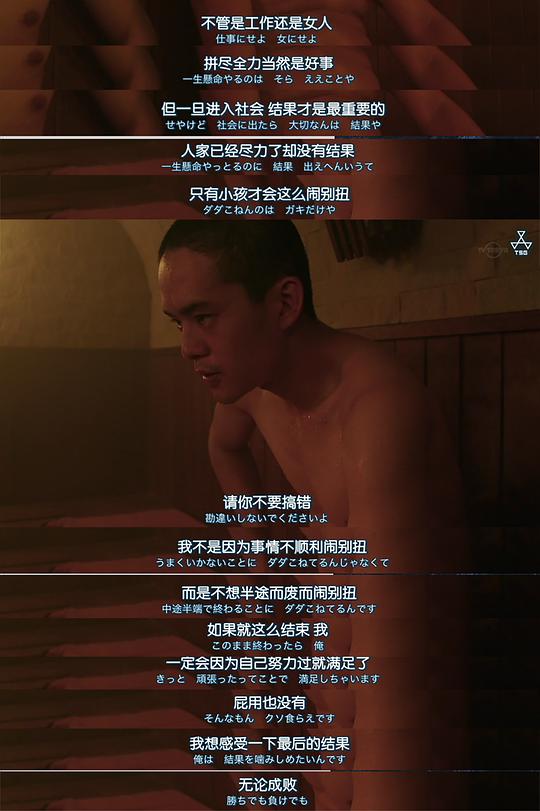 不管是工作还是女人
仕事にせよ 女にせよ
拼尽全力当然是好事
一生懸命やるのは そら ええことや
但一旦进入社会 结果才是最重要的
せやけど 社会に出たら 大切なんは 結果や
人家已经尽力了却没有结果
一生懸命やっとるのに 結果 出えへんいうて
只有小孩才会这么闹别扭
ダダこねんのは ガキだけや
TSG
请你不要搞错
勘違いしないでくださいよ
我不是因为事情不顺利闹别扭
うまくいかないことに ダダこねてるんじゃなくて
而是不想半途而废而闹别扭
中途半端で終わることに ダダこねてるんです
如果就这么结束 我
このまま終わったら 俺
一定会因为自己努力过就满足了
きっと 頑張ったってことで 満足しちゃいます
屁用也没有
そんなもん クソ食らえです
我想感受一下最后的结果
俺は 結果を噛みしめたいんです
无论成败
勝ちでも負けでも